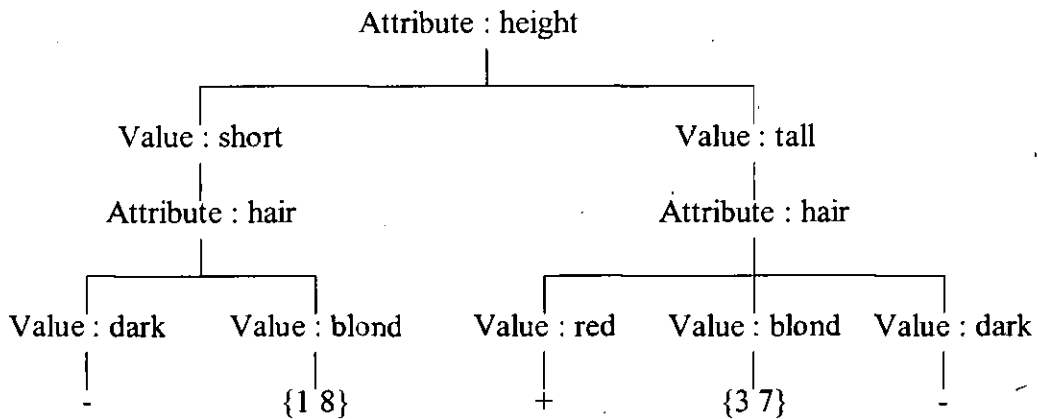 Attribute : height
Value : short Value : tall
Attribute : hair Attribute : hair
Value : dark Value : blond Value : red Value : blond Value : dark
- {1 8} + {3 7} -